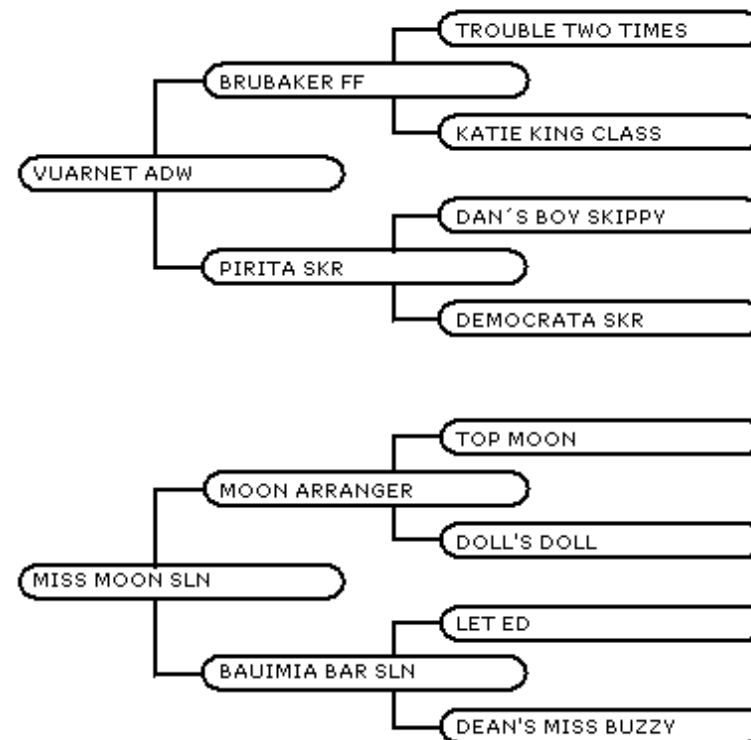 TROUBLE TWO TIMES
BRUBAKER FF
KATIE KING CLASS
VUARNET ADW
DAN´S BOY SKIPPY
PIRITA SKR
DEMOCRATA SKR
TOP MOON
MOON ARRANGER
DOLL'S DOLL
MISS MOON SLN
LET ED
BAUIMIA BAR SLN
DEAN'S MISS BUZZY